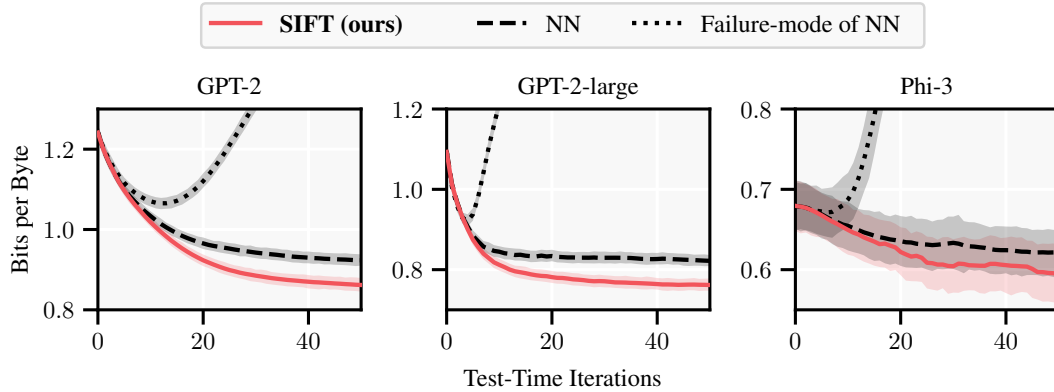 SIFT (ours) NN Failure-mode of NN
GPT-2 GPT-2-large Phi-3
Bits per Byte
1.2
1.0
0.8
0 20 40
1.2
1.0
0.8
0 20 40
0.8
0.7
0.6
0 20 40
Test-Time Iterations